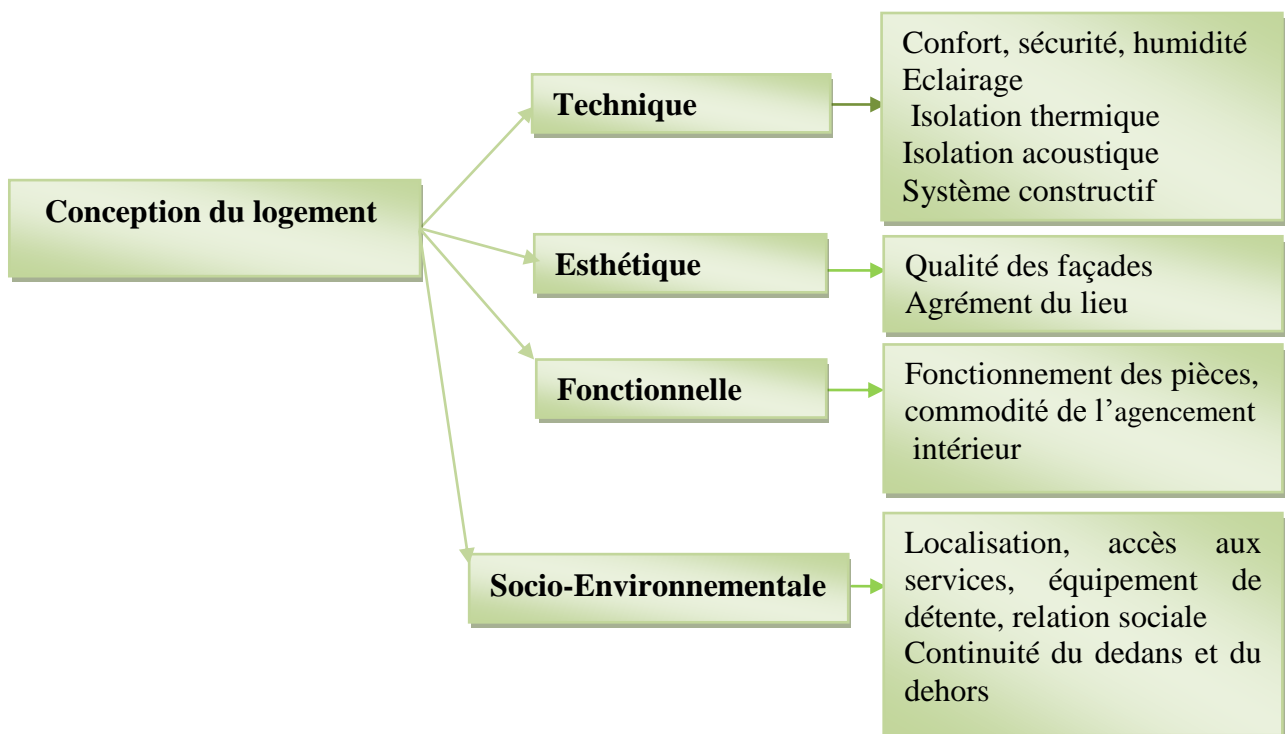 Conception du logement
Technique
Confort, sécurité, humidité
Eclairage
Isolation thermique
Isolation acoustique
Système constructif
Esthétique
Qualité des façades
Agrément du lieu
Fonctionnelle
Fonctionnement des pièces,
commodité de l’agencement
intérieur
Socio-Environnementale
Localisation, accès aux
services, équipement de
détente, relation sociale
Continuité du dedans et du
dehors